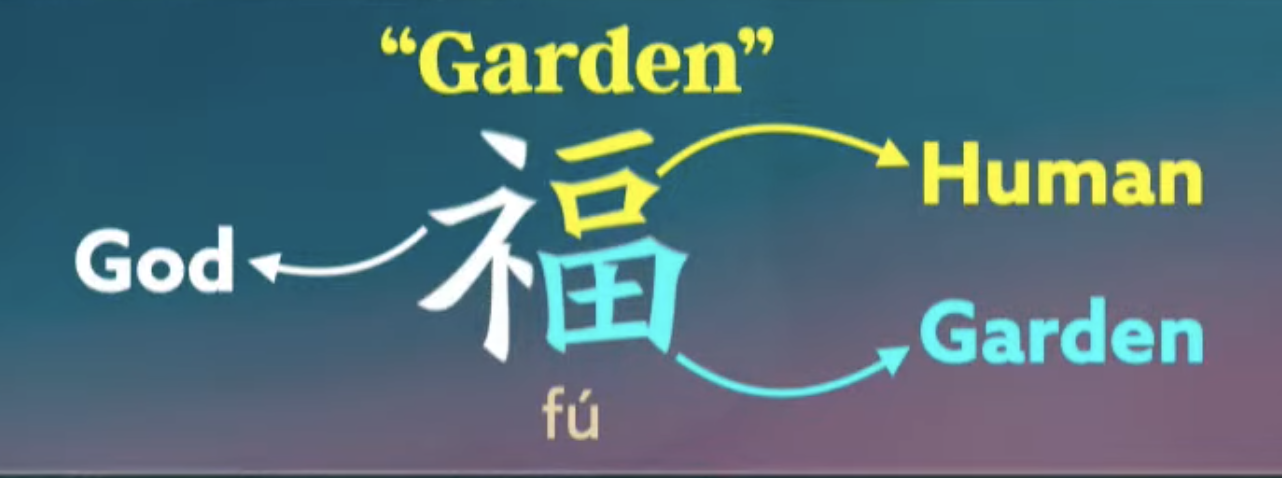 “Garden”
福
Human
God
Garden
fú